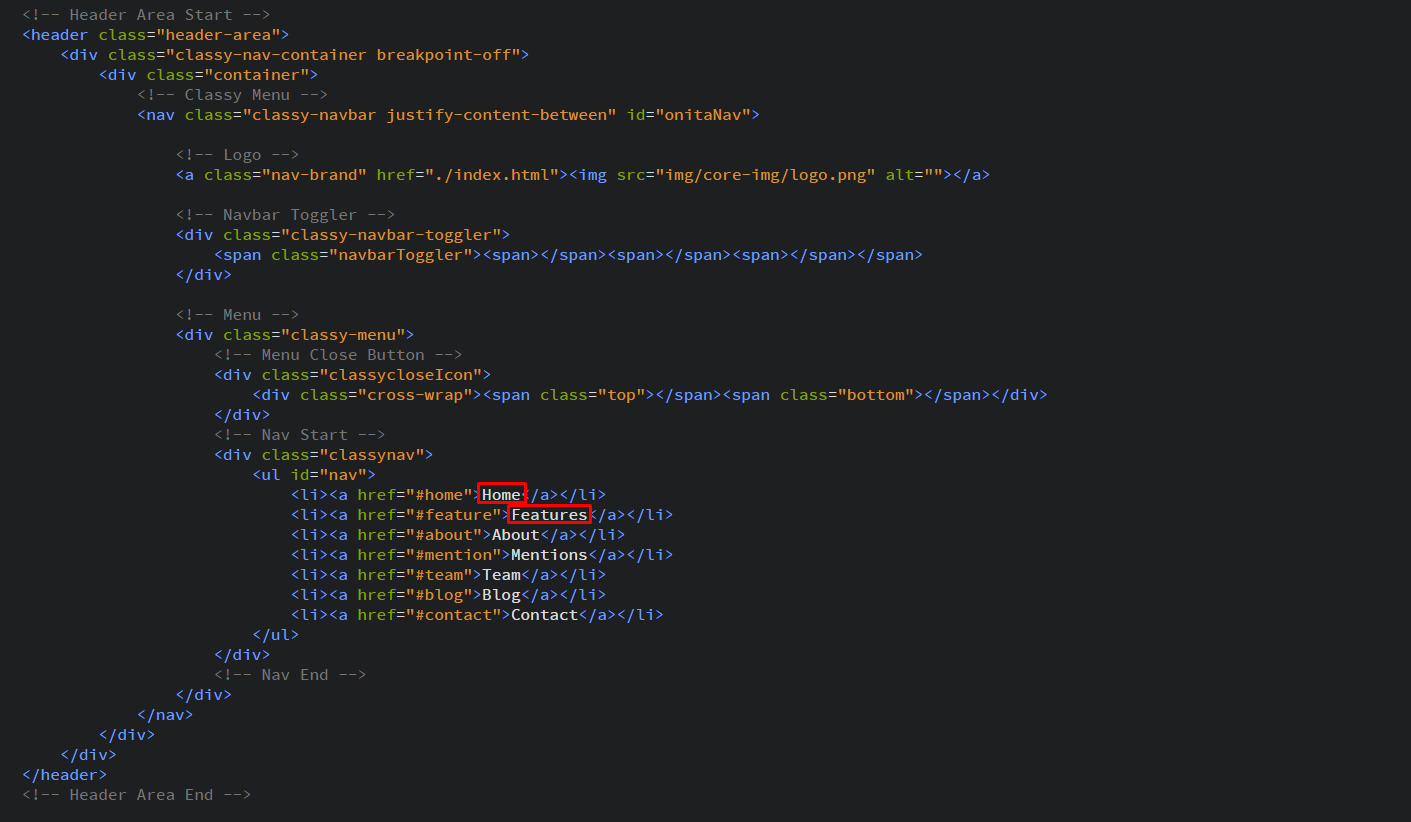 <!-- Header Area Start -->
<header class="header-area">
<div class="classy-nav-container breakpoint-off">
<div class="container">
<!-- Classy Menu -->
<nav class="classy-navbar justify-content-between" id="onitaNav">
<!-- Logo -->
<a class="nav-brand" href="./index.html"><img src="img/core-img/logo.png" alt=""></a>
<!-- Navbar Toggler -->
<div class="classy-navbar-toggler">
<span class="navbarToggler"><span></span><span></span><span></span></span>
</div>
<!-- Menu -->
<div class="classy-menu">
<!-- Menu Close Button -->
<div class="classycloseIcon">
<div class="cross-wrap"><span class="top"></span><span class="bottom"></span></div>
</div>
<!-- Nav Start -->
<div class="classynav">
<ul id="nav">
<li><a href="#home">Home</a></li>
<li><a href="#feature">Features</a></li>
<li><a href="#about">About</a></li>
<li><a href="#mention">Mentions</a></li>
<li><a href="#team">Team</a></li>
<li><a href="#blog">Blog</a></li>
<li><a href="#contact">Contact</a></li>
</ul>
</div>
<!-- Nav End -->
</div>
</nav>
</div>
</div>
</header>
<!-- Header Area End -->